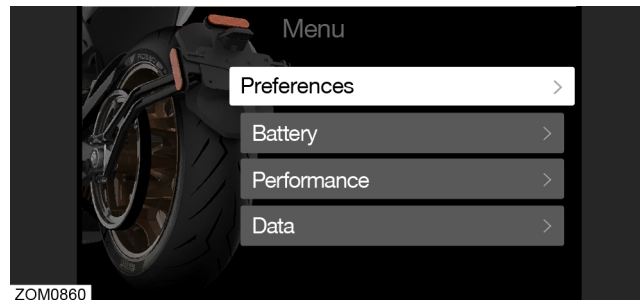 Menu
Preferences
Battery
Performance
Data
ZOM0860